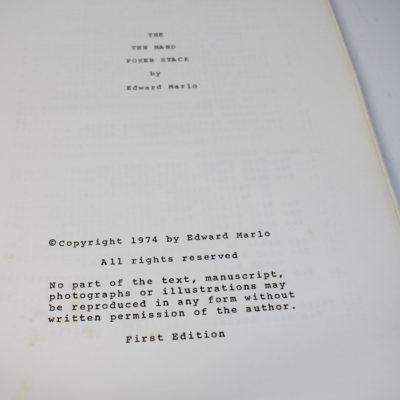 THE
TEN HAND
POKER STACK
by
Edward Marlo
©Copyright 1974 by Edward Marlo
All rights reserved
No part of the text, manuscript,
photographs or illustrations may
be reproduced in any form without
written permission of the author.
First Edition